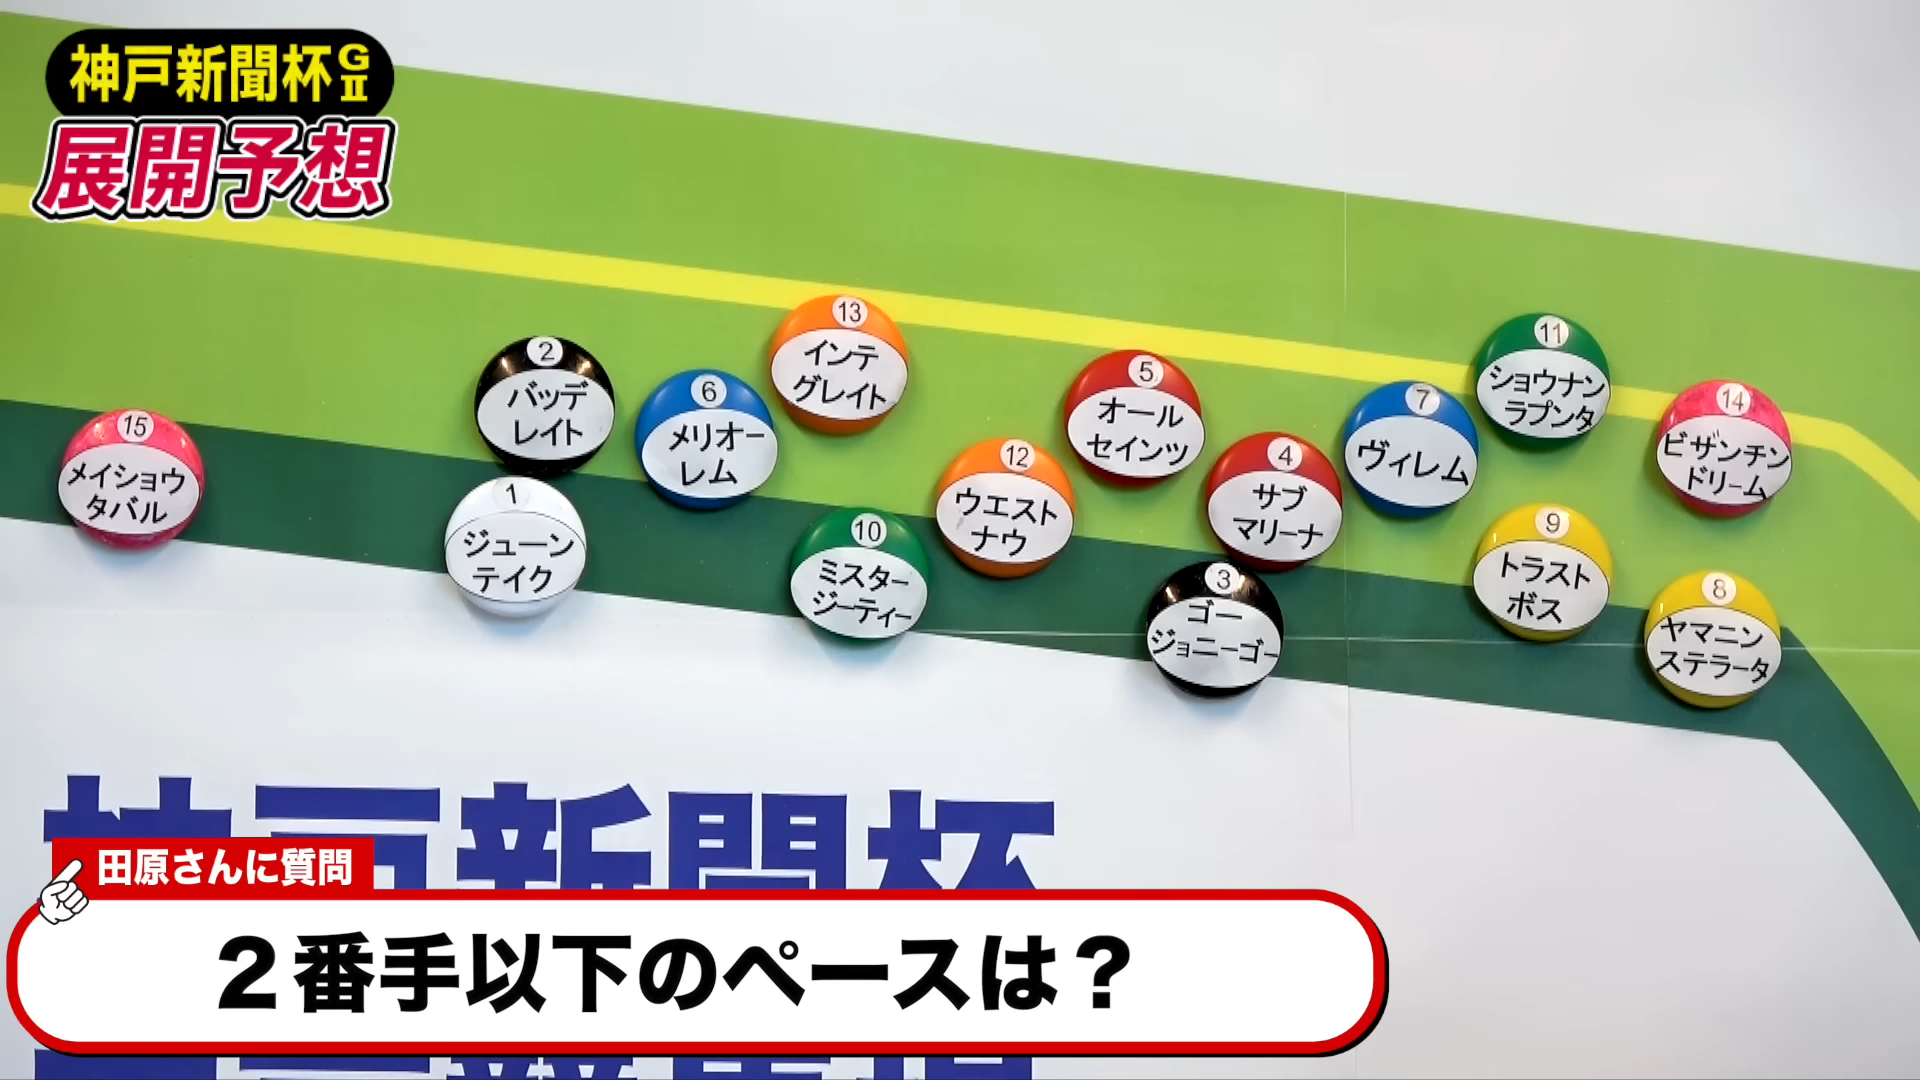 神戸新聞杯GⅡ
展開予想
13
インテ
グレイト
11
ショウナン
ラプンタ
2
バッデ
レイト
5
オール
セインツ
6
メリオー
レム
7
ヴィレム
14
ビザンチン
ドリーム
15
メイショウ
タバル
12
ウエスト
ナウ
4
サブ
マリーナ
1
ジューン
テイク
10
ミスター
ジーティー
9
トラスト
ボス
3
ゴー
ジョニーゴー
8
ヤマニン
ステラータ
神戸新聞杯
田原さんに質問
2番手以下のペースは？